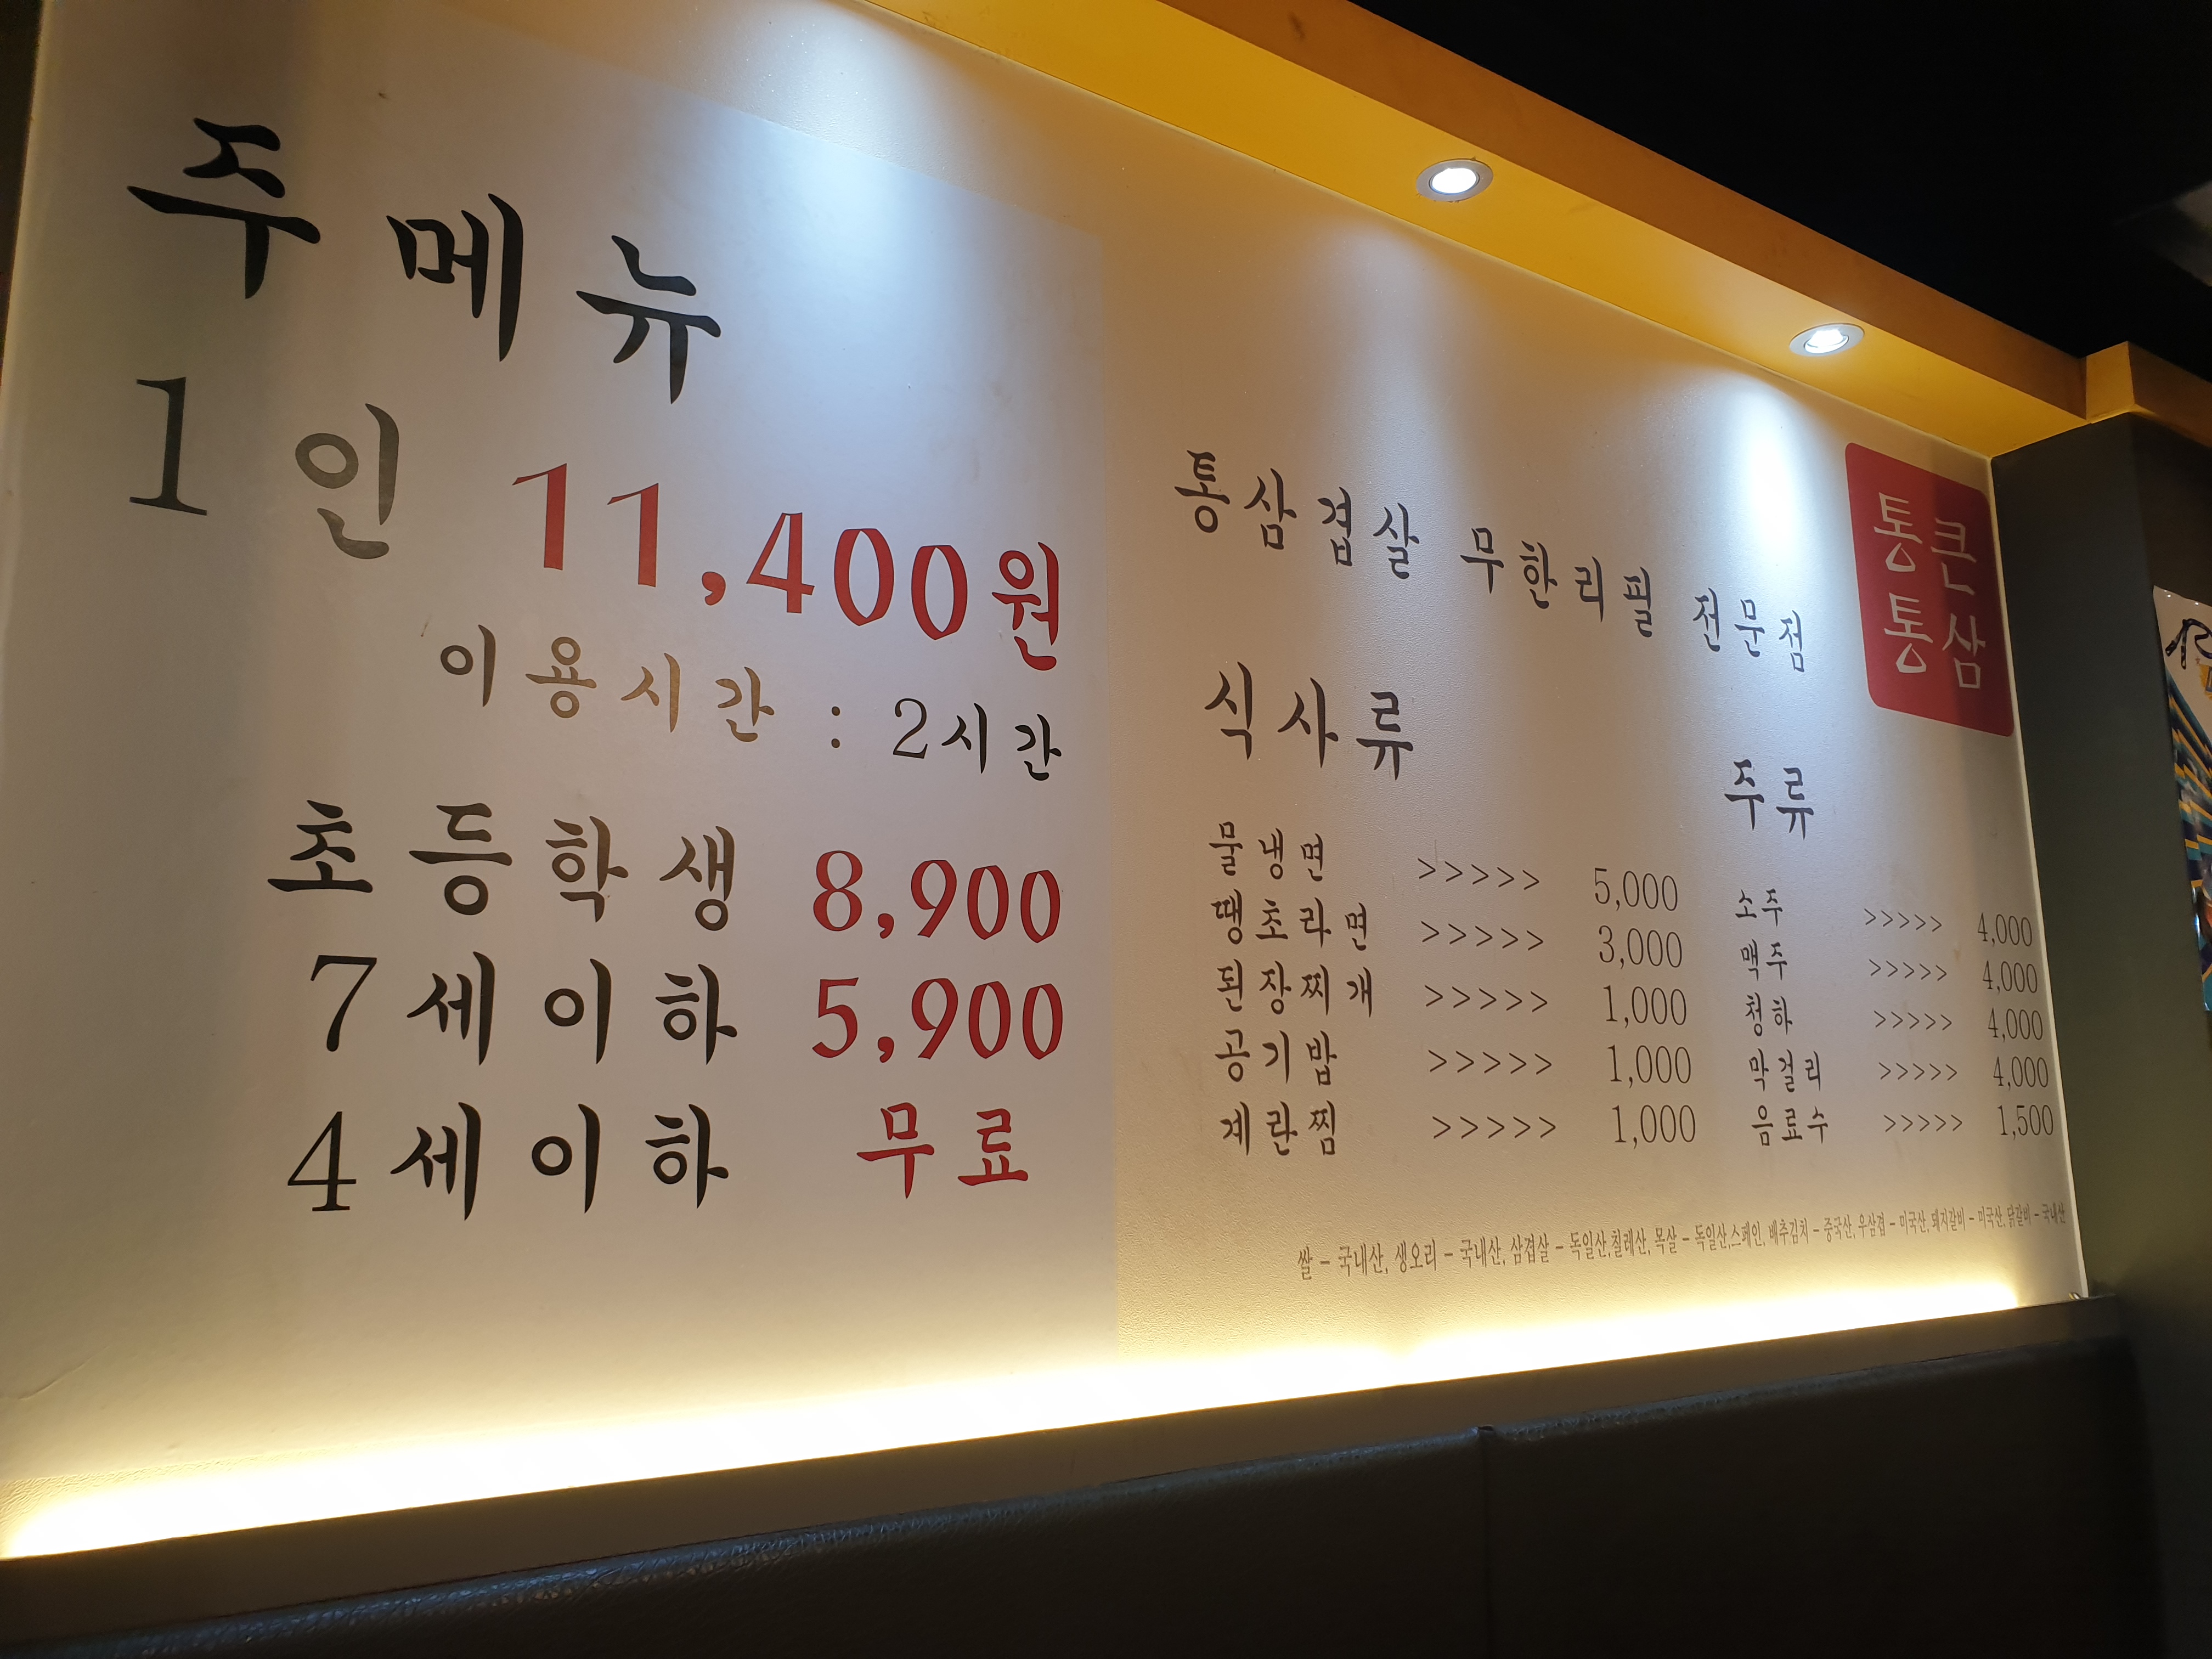 주메뉴
1인 11,400원
이용시간 : 2시간
초등학생 8,900
7세이하 5,900
4세이하 무료
통삼겹살 무한리필 전문점
통큰
통삼
식사류
물냉면 >>>>> 5,000
땡초라면 >>>>> 3,000
된장찌개 >>>>> 1,000
공기밥 >>>>> 1,000
계란찜 >>>>> 1,000
주류
소주 >>>>> 4,000
맥주 >>>>> 4,000
청하 >>>>> 4,000
막걸리 >>>>> 4,000
음료수 >>>>> 1,500
쌀 - 국내산, 생오리 - 국내산, 삼겹살 - 독일산,칠레산, 목살 - 독일산,스페인, 배추김치 - 중국산, 우삼겹 - 미국산, 돼지갈비 - 미국산, 닭갈비 - 국내산